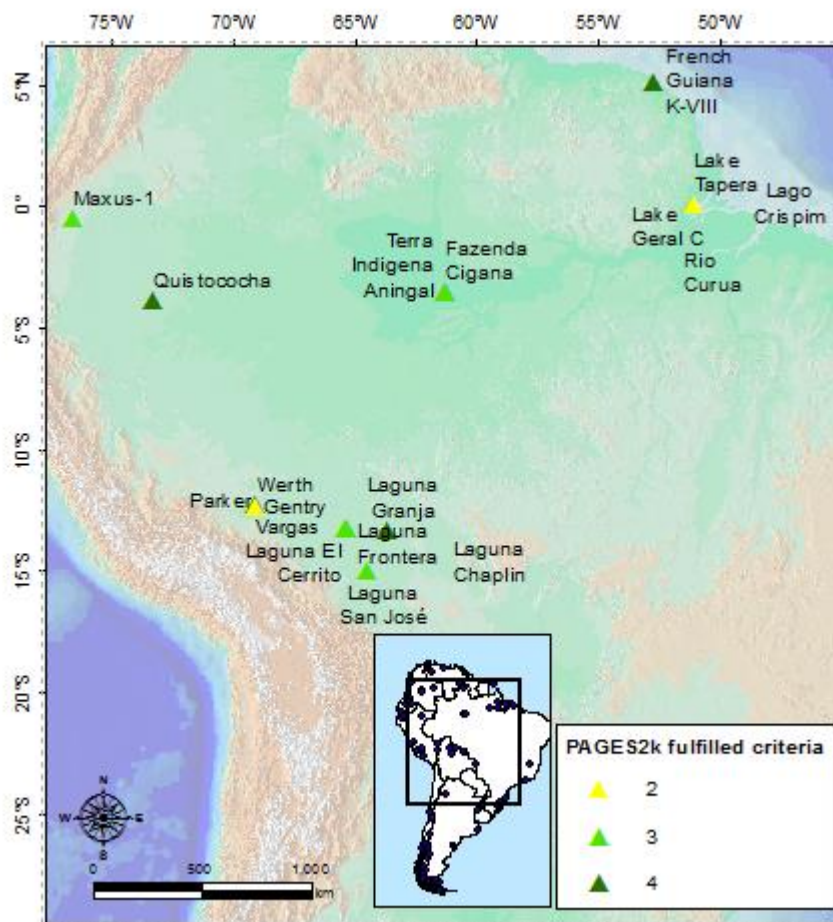 75°W 70°W 65°W 60°W 55°W 50°W
5°N
0°
5°S
10°S
15°S
20°S
25°S
French
Guiana
K-VIII
Lake
Tapera
Lago
Crispim
Lake
Geral C
Rio
Curua
Maxus-1
Terra
Indigena
Aningal
Fazenda
Cigana
Quistococha
Parker
Werth
Gentry
Vargas
Laguna
Granja
Laguna El
Cerrito
Laguna
Frontera
Laguna
Chaplin
Laguna
San José
N
W E
S
0 500 1.000
km
PAGES2k fulfilled criteria
2
3
4